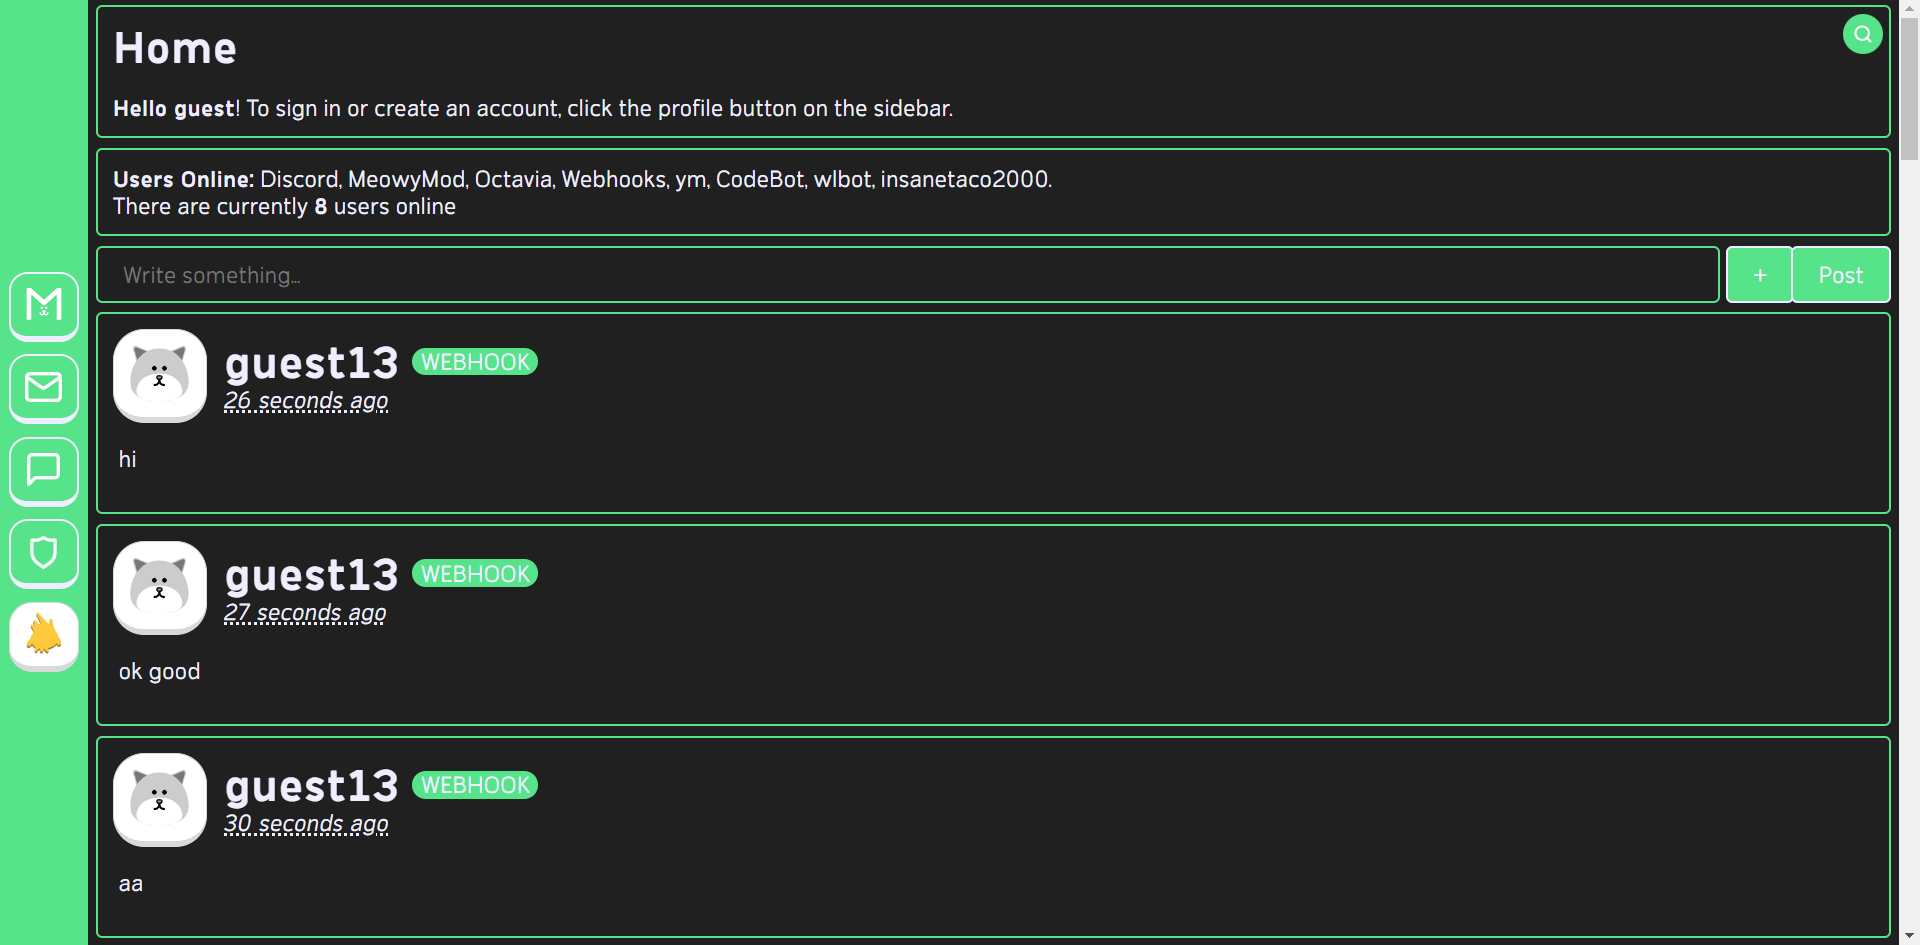 Home
Hello guest! To sign in or create an account, click the profile button on the sidebar.
Users Online: Discord, MeowyMod, Octavia, Webhooks, ym, CodeBot, wlbot, insanetaco2000.
There are currently 8 users online
Write something...
+
Post
M
guest13 WEBHOOK
26 seconds ago
hi
guest13 WEBHOOK
27 seconds ago
ok good
guest13 WEBHOOK
30 seconds ago
aa